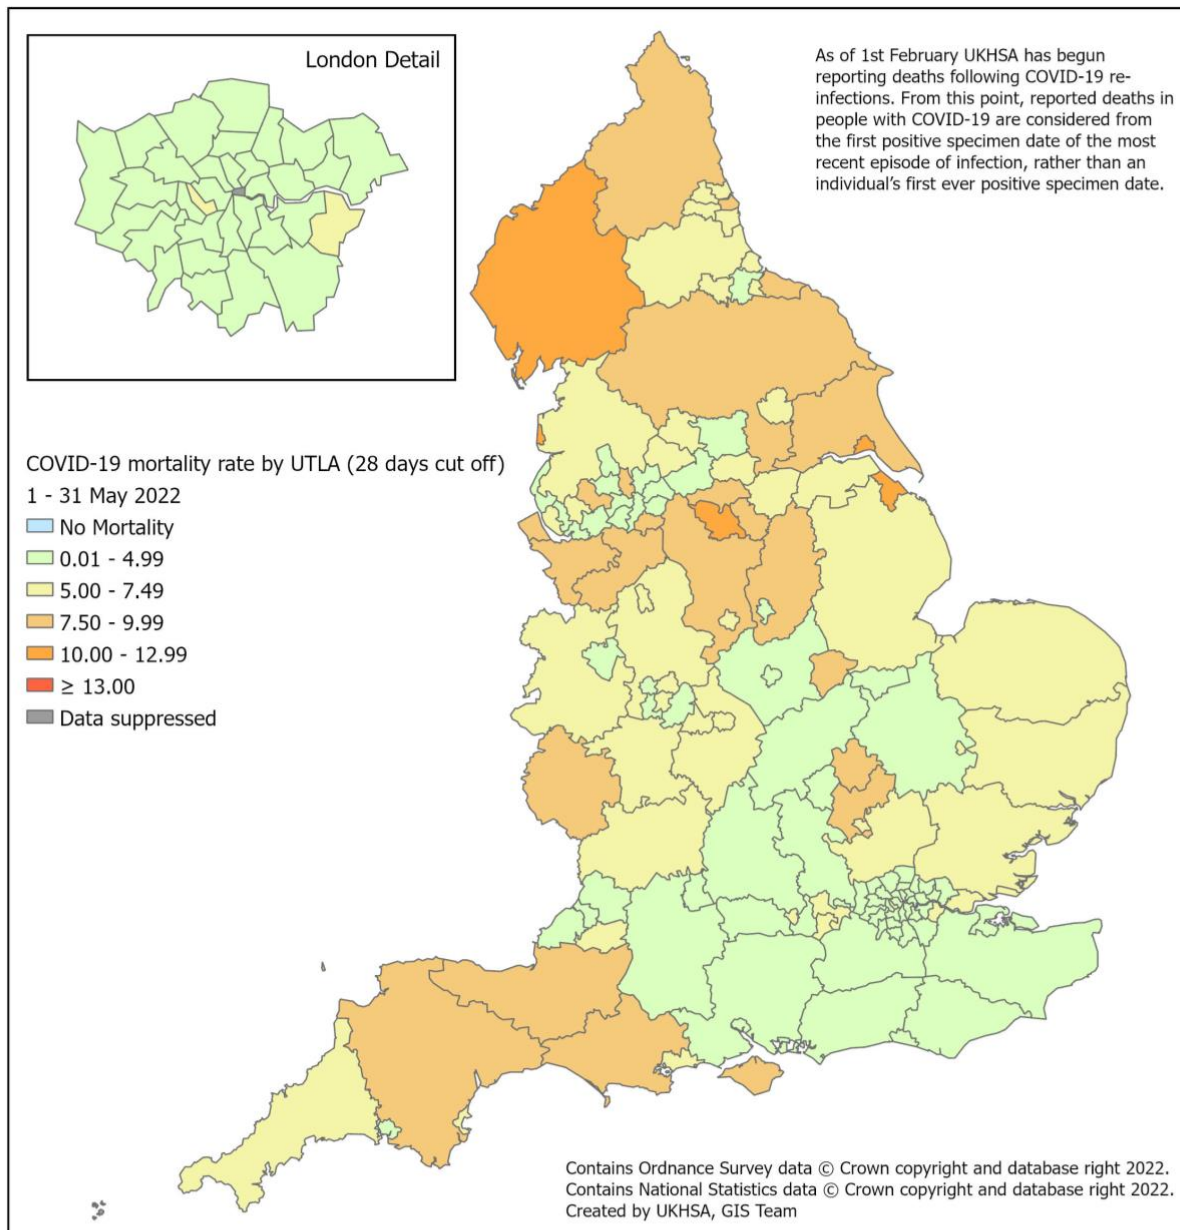 London Detail
As of 1st February UKHSA has begun
reporting deaths following COVID-19 re-
infections. From this point, reported deaths in
people with COVID-19 are considered from
the first positive specimen date of the most
recent episode of infection, rather than an
individual's first ever positive specimen date.
COVID-19 mortality rate by UTLA (28 days cut off)
1 - 31 May 2022
No Mortality
0.01 - 4.99
5.00 - 7.49
7.50 - 9.99
10.00 - 12.99
≥ 13.00
Data suppressed
Contains Ordnance Survey data © Crown copyright and database right 2022.
Contains National Statistics data © Crown copyright and database right 2022.
Created by UKHSA, GIS Team